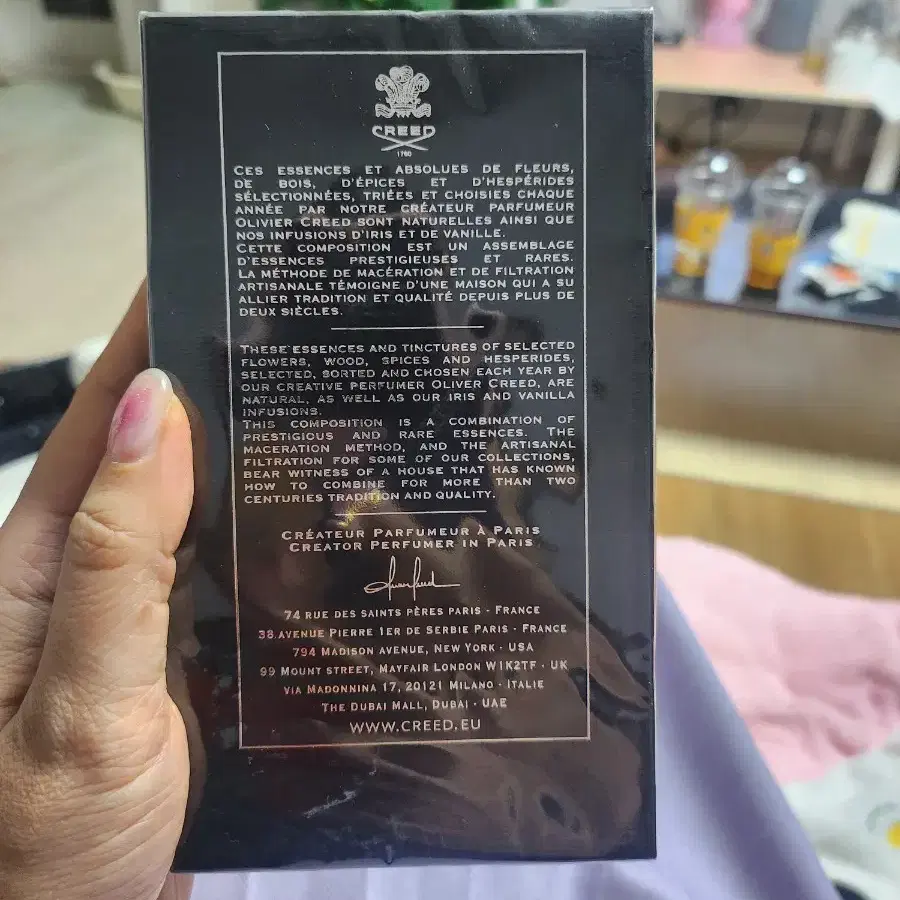 CREED
1760
CES ESSENCES ET ABSOLUES DE FLEURS,
DE BOIS, D'ÉPICES ET D'HESPÉRIDES
SÉLECTIONNÉES, TRIÉES ET CHOISIES CHAQUE
ANNÉE PAR NOTRE CRÉATEUR PARFUMEUR
OLIVIER CREED SONT NATURELLES AINSI QUE
NOS INFUSIONS D'IRIS ET DE VANILLE.
CETTE COMPOSITION EST UN ASSEMBLAGE
D'ESSENCES PRESTIGIEUSES ET RARES.
LA MÉTHODE DE MACÉRATION ET DE FILTRATION
ARTISANALE TÉMOIGNE D'UNE MAISON QUI A SU
ALLIER TRADITION ET QUALITÉ DEPUIS PLUS DE
DEUX SIÈCLES.
THESE ESSENCES AND TINCTURES OF SELECTED
FLOWERS, WOOD, SPICES AND HESPERIDES,
SELECTED, SORTED AND CHOSEN EACH YEAR BY
OUR CREATIVE PERFUMER OLIVER CREED, ARE
NATURAL, AS WELL AS OUR IRIS AND VANILLA
INFUSIONS.
THIS COMPOSITION IS A COMBINATION OF
PRESTIGIOUS AND RARE ESSENCES. THE
MACERATION METHOD, AND THE ARTISANAL
FILTRATION FOR SOME OF OUR COLLECTIONS,
BEAR WITNESS OF A HOUSE THAT HAS KNOWN
HOW TO COMBINE FOR MORE THAN TWO
CENTURIES TRADITION AND QUALITY.
CRÉATEUR PARFUMEUR À PARIS
CREATOR PERFUMER IN PARIS
74 RUE DES SAINTS PÈRES PARIS · FRANCE
38 AVENUE PIERRE 1ER DE SERBIE PARIS · FRANCE
794 MADISON AVENUE, NEW YORK · USA
99 MOUNT STREET, MAYFAIR LONDON W1K2TF · UK
VIA MADONNINA 17, 20121 MILANO · ITALIE
THE DUBAI MALL, DUBAI · UAE
WWW.CREED.EU